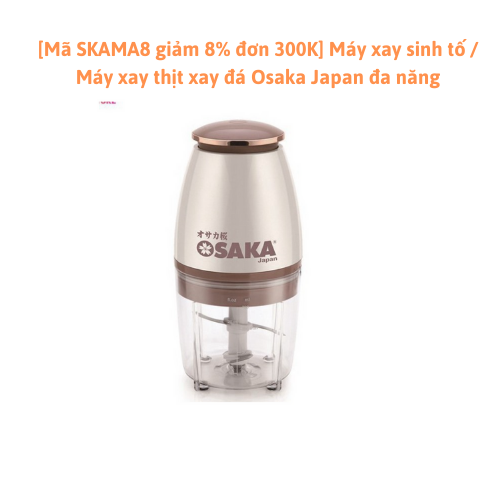 [Mã SKAMA8 giảm 8% đơn 300K] Máy xay sinh tố /
Máy xay thịt xay đá Osaka Japan đa năng
オサカ
OSAKA®
Japan